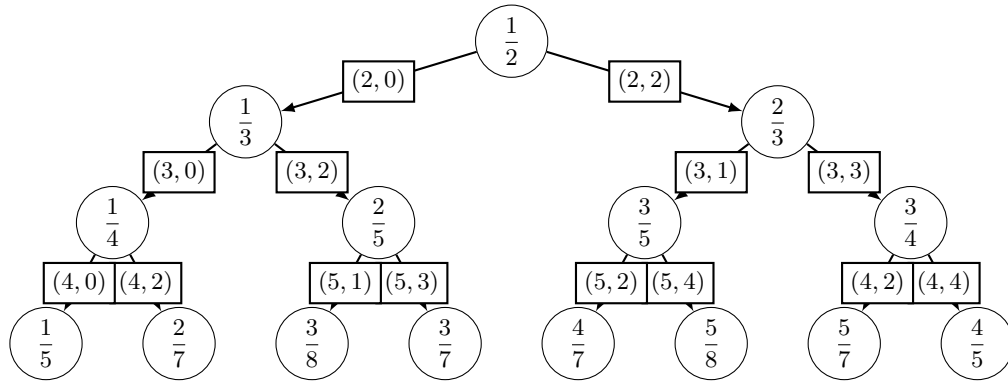 1/2
(2, 0) (2, 2)
1/3 2/3
(3, 0) (3, 2) (3, 1) (3, 3)
1/4 2/5 3/5 3/4
(4, 0) (4, 2) (5, 1) (5, 3) (5, 2) (5, 4) (4, 2) (4, 4)
1/5 2/7 3/8 3/7 4/7 5/8 5/7 4/5